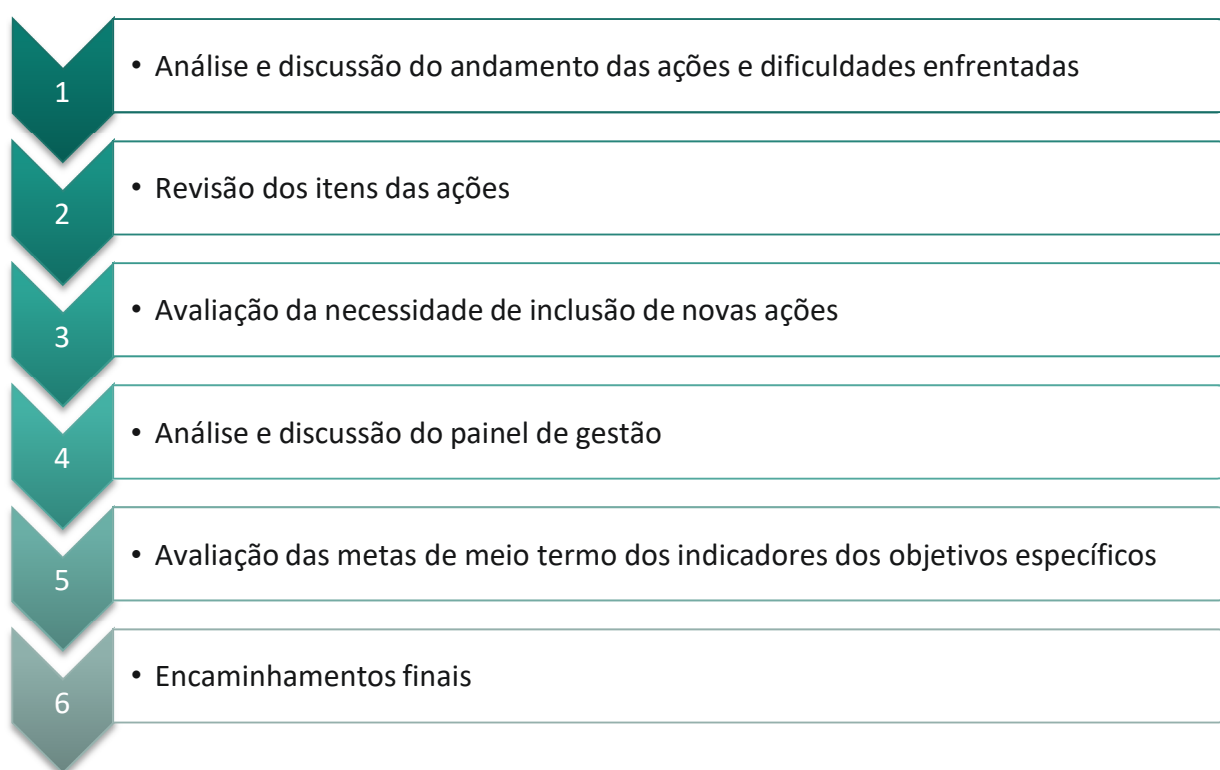 1
• Análise e discussão do andamento das ações e dificuldades enfrentadas
2
• Revisão dos itens das ações
3
• Avaliação da necessidade de inclusão de novas ações
4
• Análise e discussão do painel de gestão
5
• Avaliação das metas de meio termo dos indicadores dos objetivos específicos
6
• Encaminhamentos finais